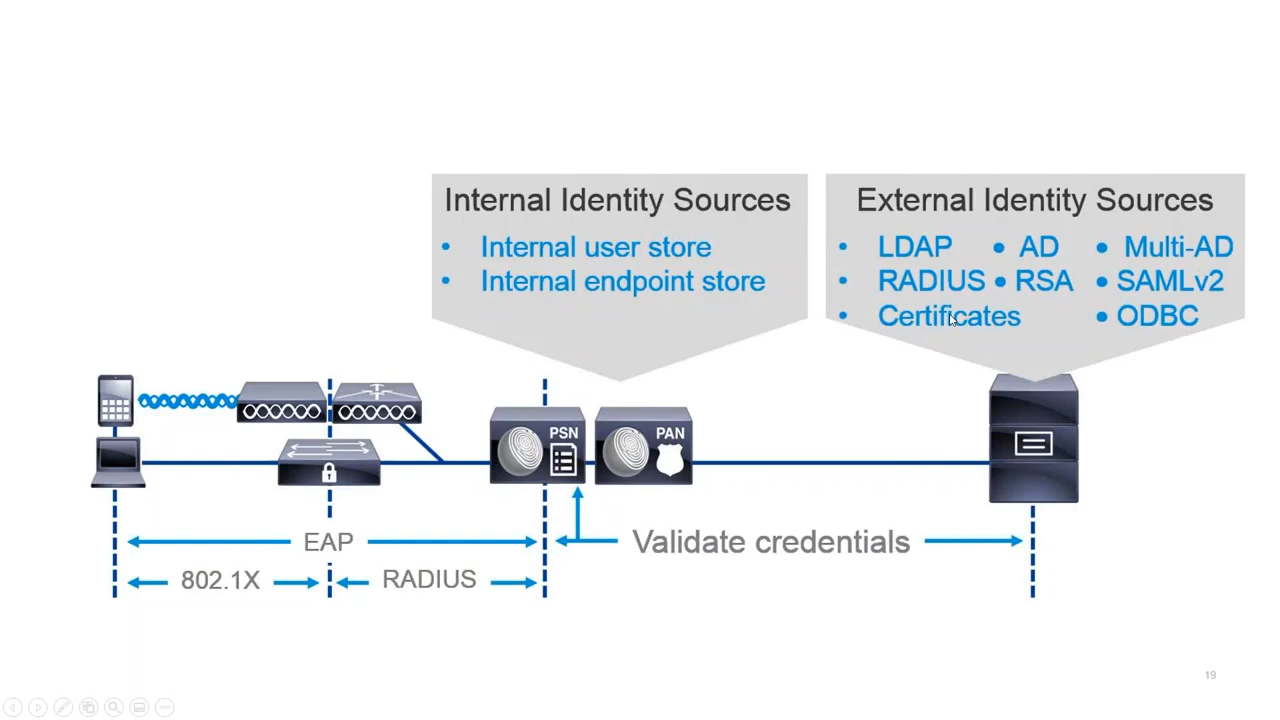 Internal Identity Sources
• Internal user store
• Internal endpoint store
External Identity Sources
• LDAP • AD • Multi-AD
• RADIUS • RSA • SAMLv2
• Certificates • ODBC
PSN
PAN
EAP
Validate credentials
802.1X
RADIUS
19